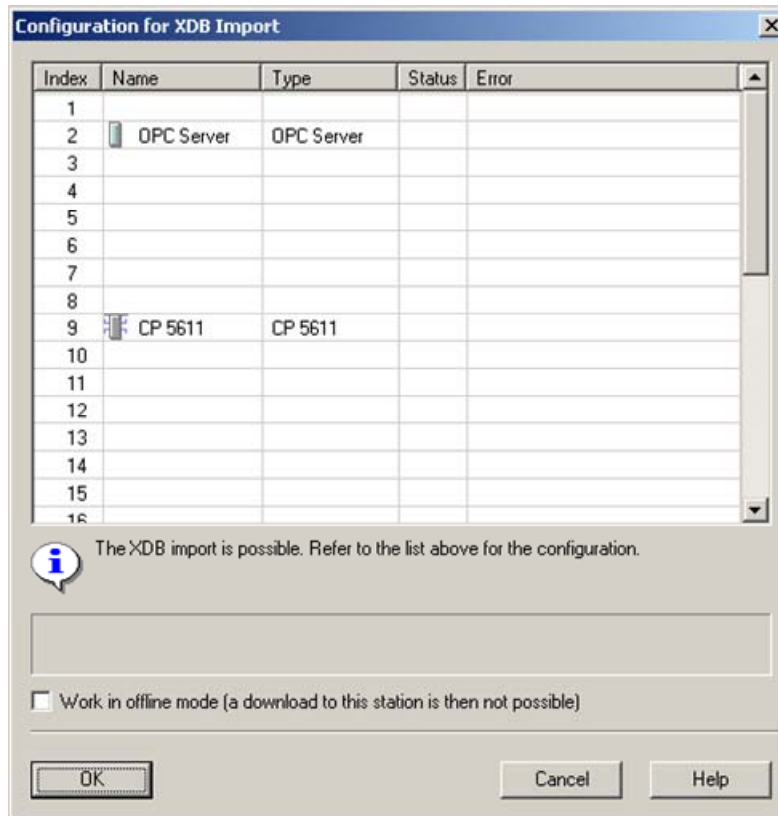 Configuration for XDB Import
Index Name Type Status Error
1
2 OPC Server OPC Server
3
4
5
6
7
8
9 CP 5611 CP 5611
10
11
12
13
14
15
16
The XDB import is possible. Refer to the list above for the configuration.
Work in offline mode (a download to this station is then not possible)
OK Cancel Help